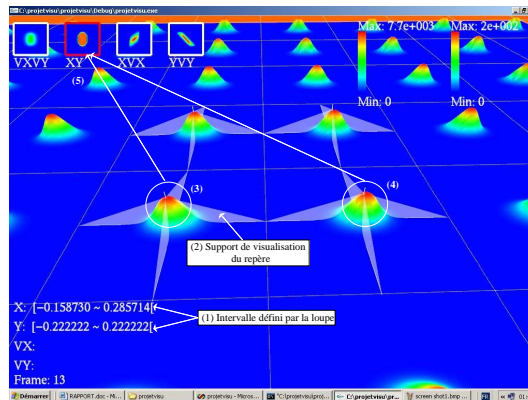 C:\projetvisu\projetvisu\Debug\projetvisu.exe
Max: 7.7e+003 Max: 2e+002
VXVY XY XVX YVY
(5)
Min: 0 Min: 0
(3)
(4)
(2) Support de visualisation
du repère
X: [-0.158730 ~ 0.285714[
(1) Intervalle défini par la loupe
Y: [-0.222222 ~ 0.222222[
VX:
VY:
Frame: 13
Démarrer RAPPORT.doc - Mi... projetvisu projetvisu - Micros... "C:\projetvisu\proj... C:\projetvisu\pr... screen shot1.bmp ... FR